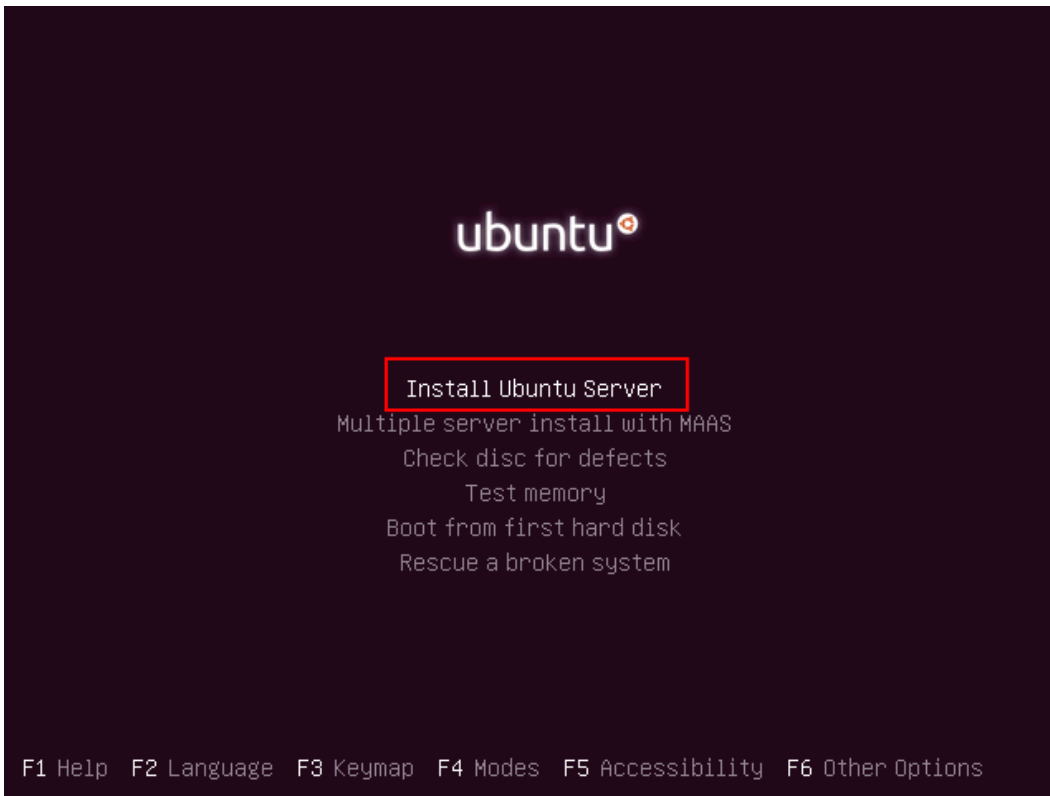 ubuntu
Install Ubuntu Server
Multiple server install with MAAS
Check disc for defects
Test memory
Boot from first hard disk
Rescue a broken system
F1 Help F2 Language F3 Keymap F4 Modes F5 Accessibility F6 Other Options